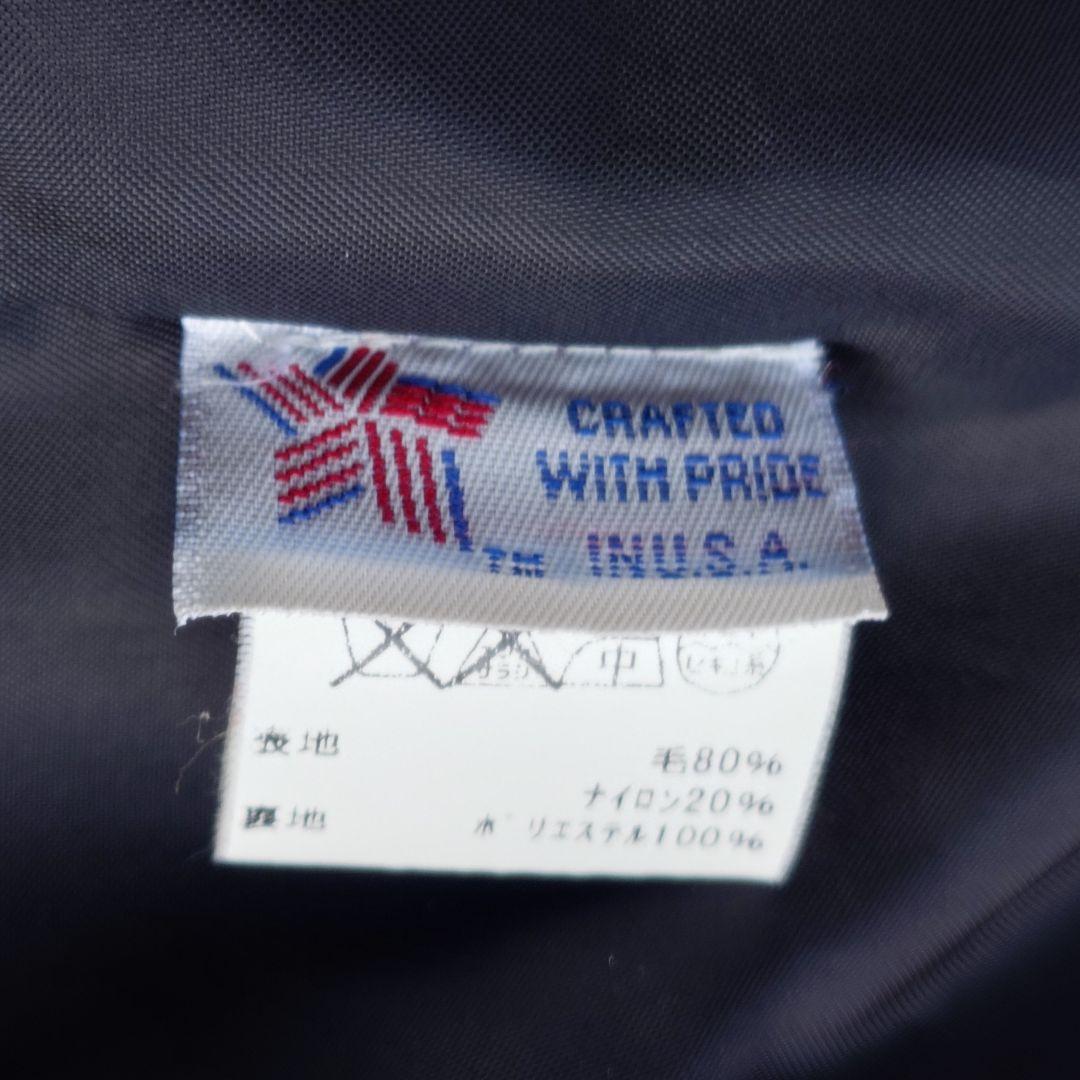 CRAFTED
WITH PRIDE
TM IN U.S.A.
中
表地
毛80%
ナイロン20%
裏地
ポリエステル100%